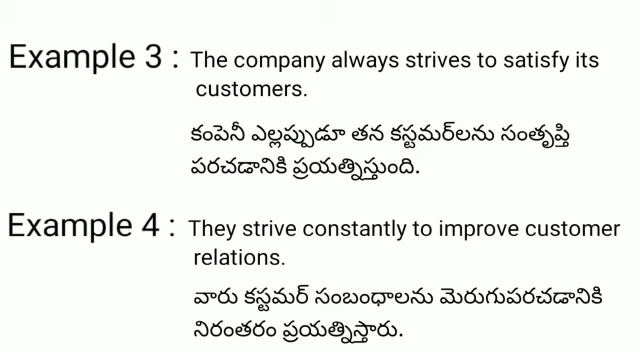 Example 3 : The company always strives to satisfy its
customers.
కంపెనీ ఎల్లప్పుడూ తన కస్టమర్‌లను సంతృప్తి
పరచడానికి ప్రయత్నిస్తుంది.
Example 4 : They strive constantly to improve customer
relations.
వారు కస్టమర్ సంబంధాలను మెరుగుపరచడానికి
నిరంతరం ప్రయత్నిస్తారు.